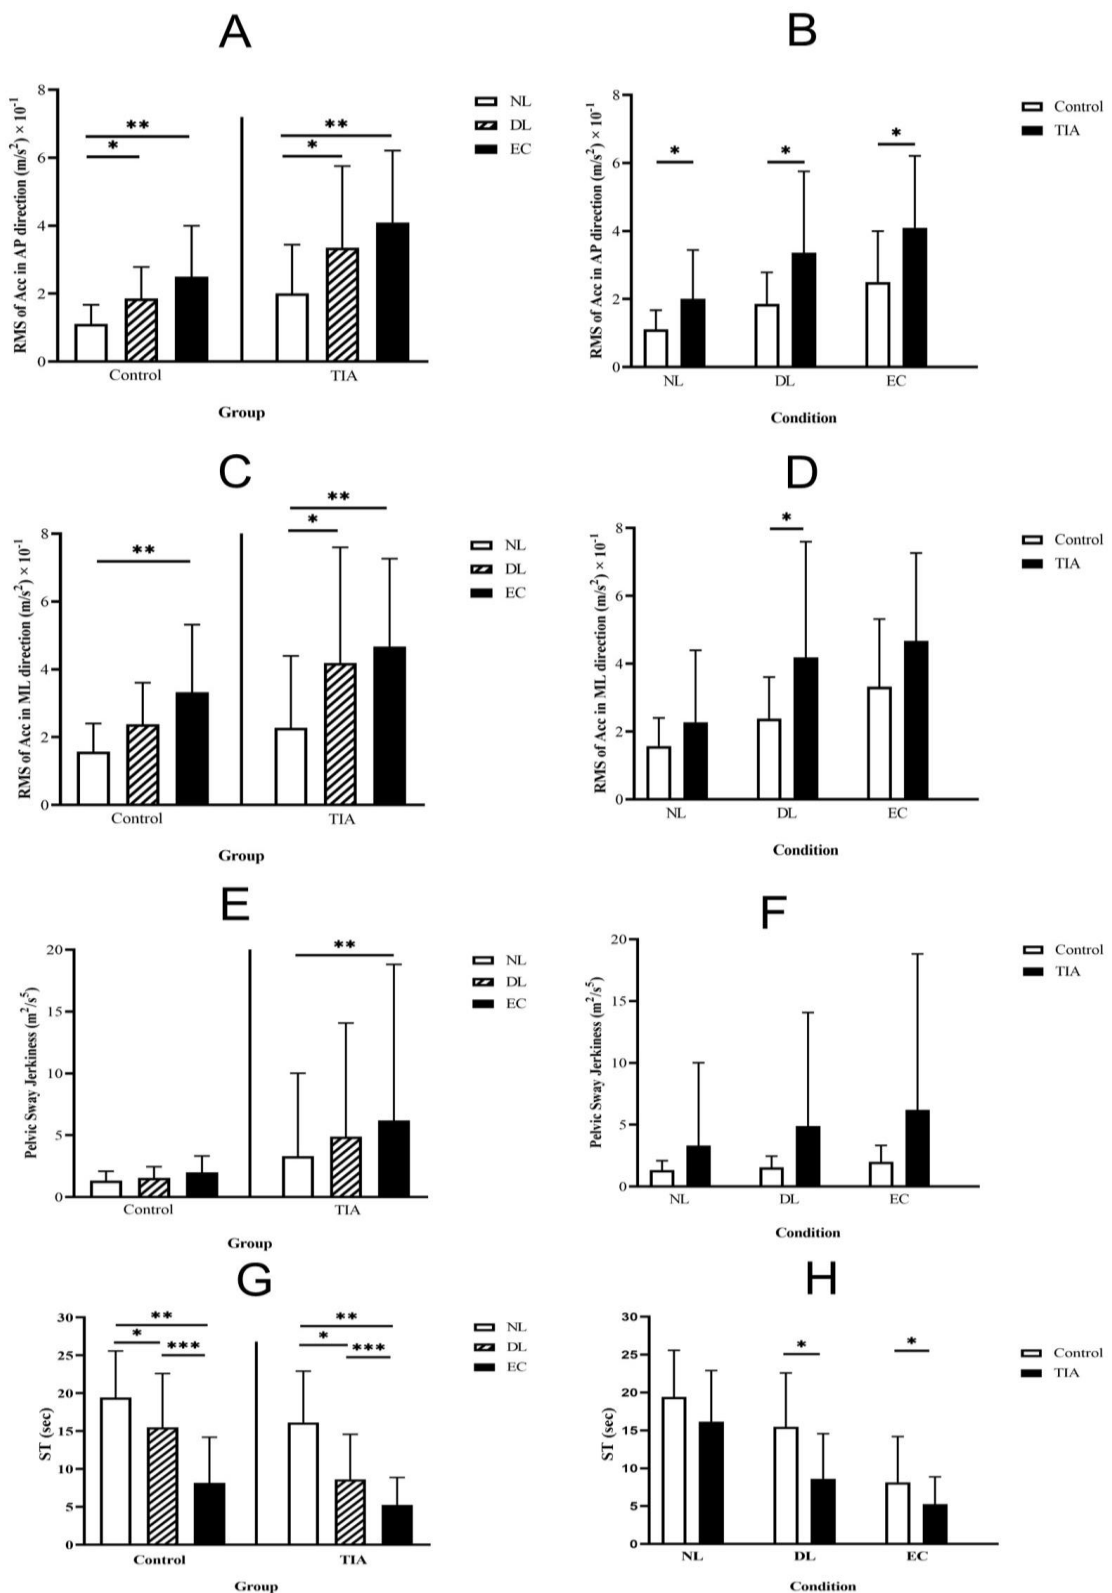 A
RMS of Acc in AP direction (m/s²) × 10⁻¹
8
6
4
2
0
**
*
**
*
NL
DL
EC
Control
TIA
Group
B
RMS of Acc in AP direction (m/s²) × 10⁻¹
8
6
4
2
0
*
*
*
Control
TIA
NL
DL
EC
Condition
C
RMS of Acc in ML direction (m/s²) × 10⁻¹
8
6
4
2
0
**
**
*
NL
DL
EC
Control
TIA
Group
D
RMS of Acc in ML direction (m/s²) × 10⁻¹
8
6
4
2
0
*
Control
TIA
NL
DL
EC
Condition
E
Pelvic Sway Jerkiness (m²/s⁵)
20
15
10
5
0
**
NL
DL
EC
Control
TIA
Group
F
Pelvic Sway Jerkiness (m²/s⁵)
20
15
10
5
0
Control
TIA
NL
DL
EC
Condition
G
ST (sec)
30
25
20
15
10
5
0
**
*
***
**
*
***
NL
DL
EC
Control
TIA
Group
H
ST (sec)
30
25
20
15
10
5
0
*
*
Control
TIA
NL
DL
EC
Condition